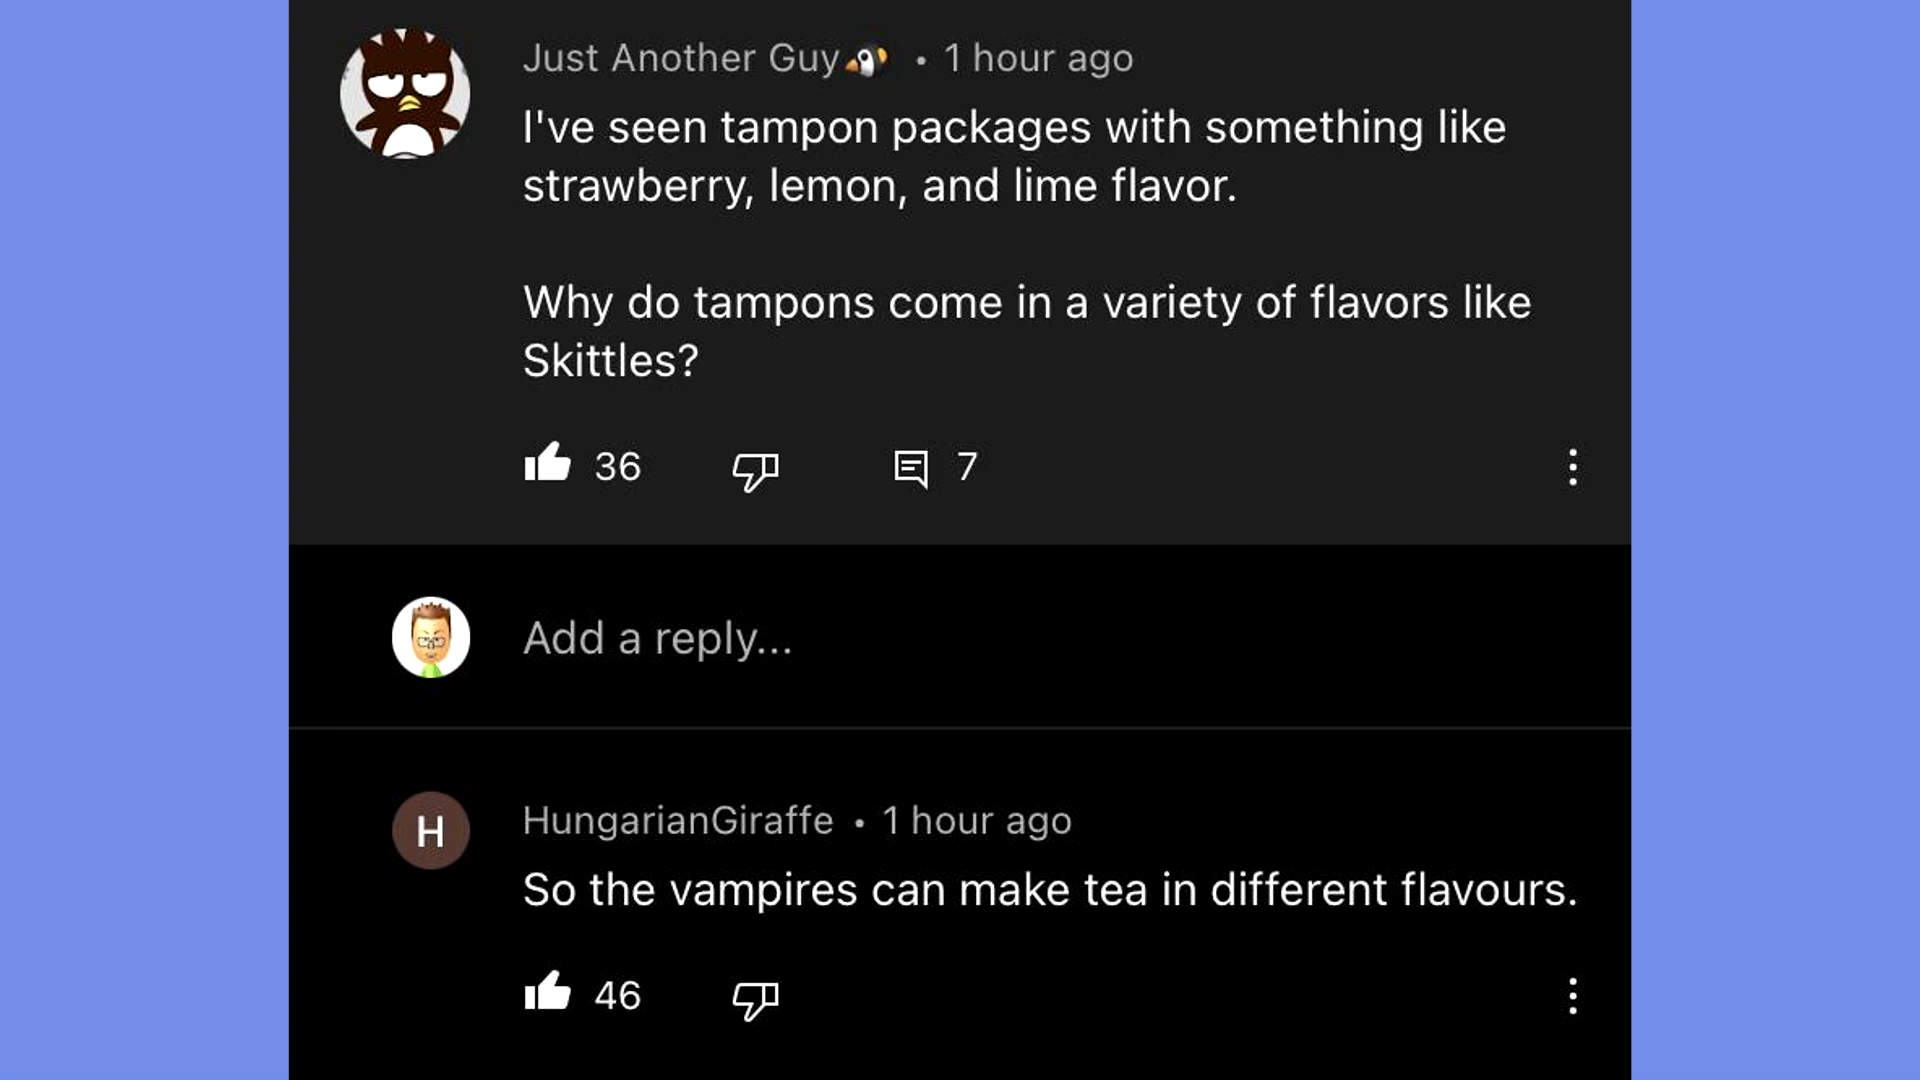 Just Another Guy🐧 • 1 hour ago
I've seen tampon packages with something like
strawberry, lemon, and lime flavor.
Why do tampons come in a variety of flavors like
Skittles?
36 7
Add a reply...
H
HungarianGiraffe • 1 hour ago
So the vampires can make tea in different flavours.
46